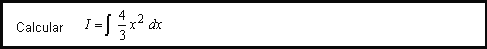 Calcular I = ∫ 4/3 x² dx